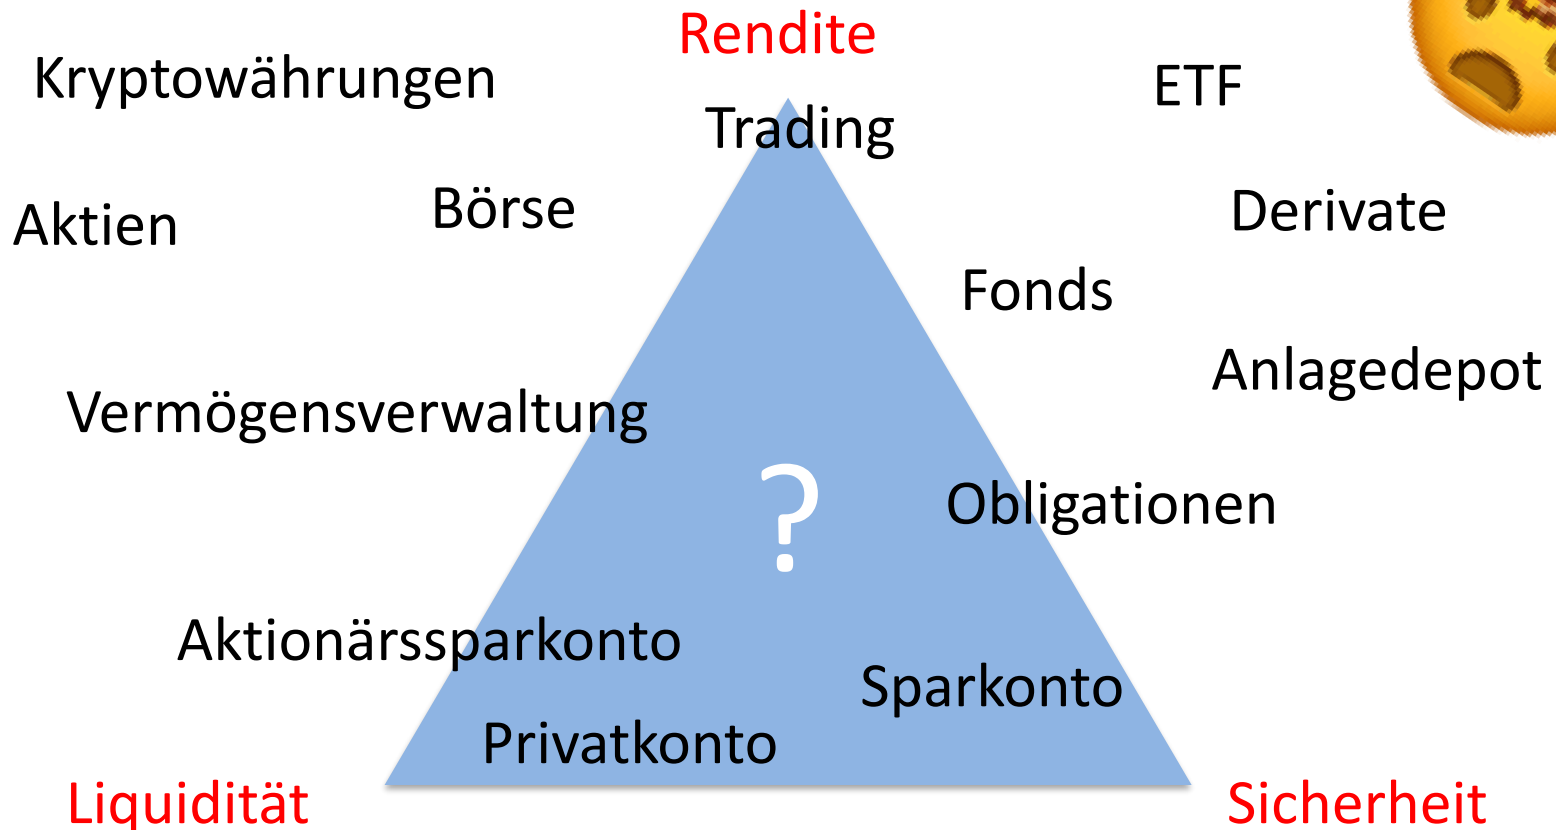 Rendite
Kryptowährungen
ETF
Trading
Aktien
Börse
Derivate
Fonds
Anlagedepot
Vermögensverwaltung
?
Obligationen
Aktionärssparkonto
Sparkonto
Privatkonto
Liquidität
Sicherheit